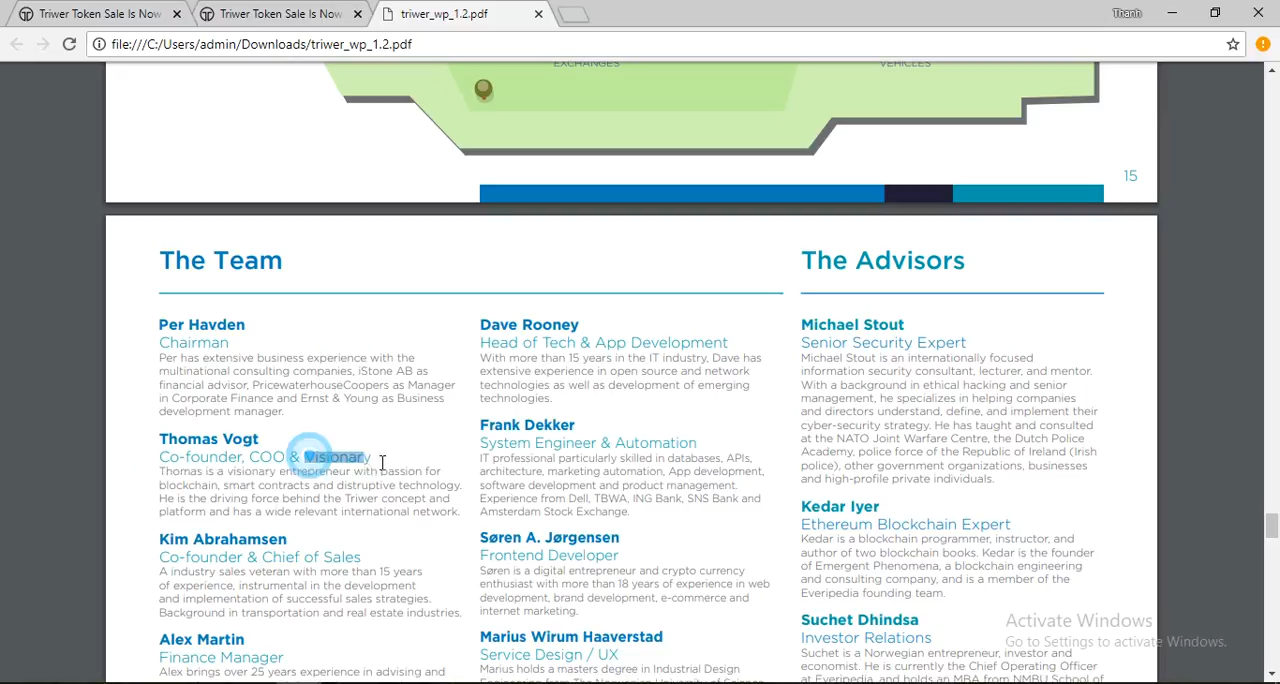 Triwer Token Sale Is Now
Triwer Token Sale Is Now
triwer_wp_1.2.pdf
Thanh
file:///C:/Users/admin/Downloads/triwer_wp_1.2.pdf
EXCHANGES
VEHICLES
15
The Team
Per Havden
Chairman
Per has extensive business experience with the
multinational consulting companies, iStone AB as
financial advisor, PricewaterhouseCoopers as Manager
in Corporate Finance and Ernst & Young as Business
development manager.
Thomas Vogt
Co-founder, COO & Visionary
Thomas is a visionary entrepreneur with passion for
blockchain, smart contracts and disruptive technology.
He is the driving force behind the Triwer concept and
platform and has a wide relevant international network.
Kim Abrahamsen
Co-founder & Chief of Sales
A industry sales veteran with more than 15 years
of experience, instrumental in the development
and implementation of successful sales strategies.
Background in transportation and real estate industries.
Alex Martin
Finance Manager
Alex brings over 25 years experience in advising and
Dave Rooney
Head of Tech & App Development
With more than 15 years in the IT industry, Dave has
extensive experience in open source and network
technologies as well as development of emerging
technologies.
Frank Dekker
System Engineer & Automation
IT professional particularly skilled in databases, APIs,
architecture, marketing automation, App development,
software development and product management.
Experience from Dell, TBWA, ING Bank, SNS Bank and
Amsterdam Stock Exchange.
Søren A. Jørgensen
Frontend Developer
Søren is a digital entrepreneur and crypto currency
enthusiast with more than 18 years of experience in web
development, brand development, e-commerce and
internet marketing.
Marius Wirum Haaverstad
Service Design / UX
Marius holds a masters degree in Industrial Design
Engineering from The Norwegian University of Science
The Advisors
Michael Stout
Senior Security Expert
Michael Stout is an internationally focused
information security consultant, lecturer, and mentor.
With a background in ethical hacking and senior
management, he specializes in helping companies
and directors understand, define, and implement their
cyber-security strategy. He has taught and consulted
at the NATO Joint Warfare Centre, the Dutch Police
Academy, police force of the Republic of Ireland (Irish
police), other government organizations, businesses
and high-profile private individuals.
Kedar Iyer
Ethereum Blockchain Expert
Kedar is a blockchain programmer, instructor, and
author of two blockchain books. Kedar is the founder
of Emergent Phenomena, a blockchain engineering
and consulting company, and is a member of the
Everipedia founding team.
Suchet Dhindsa
Investor Relations
Suchet is a Norwegian entrepreneur, investor and
economist. He is currently the Chief Operating Officer
at Everipedia, and holds an MBA from NMBU School of
Activate Windows
Go to Settings to activate Windows.